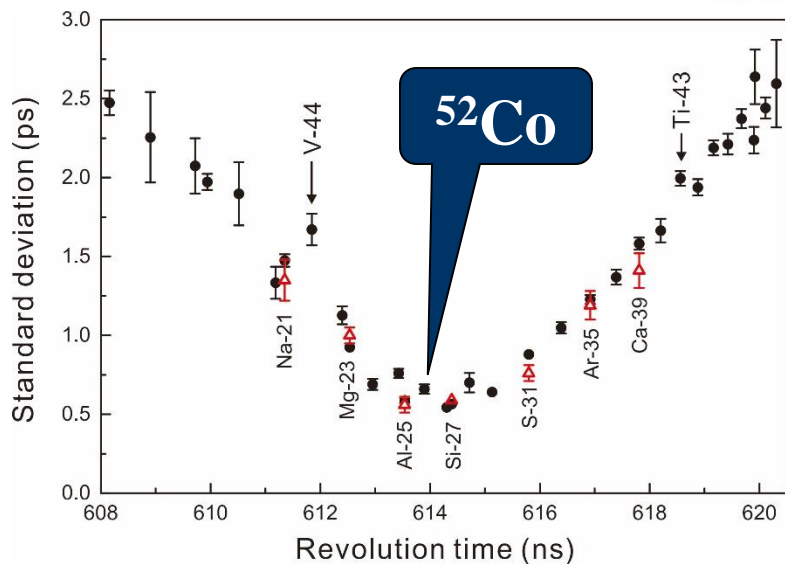 3.0
2.5
2.0
1.5
1.0
0.5
0.0
Standard deviation (ps)
608
610
612
614
616
618
620
Revolution time (ns)
V-44
⁵²Co
Ti-43
Na-21
Mg-23
Al-25
Si-27
S-31
Ar-35
Ca-39